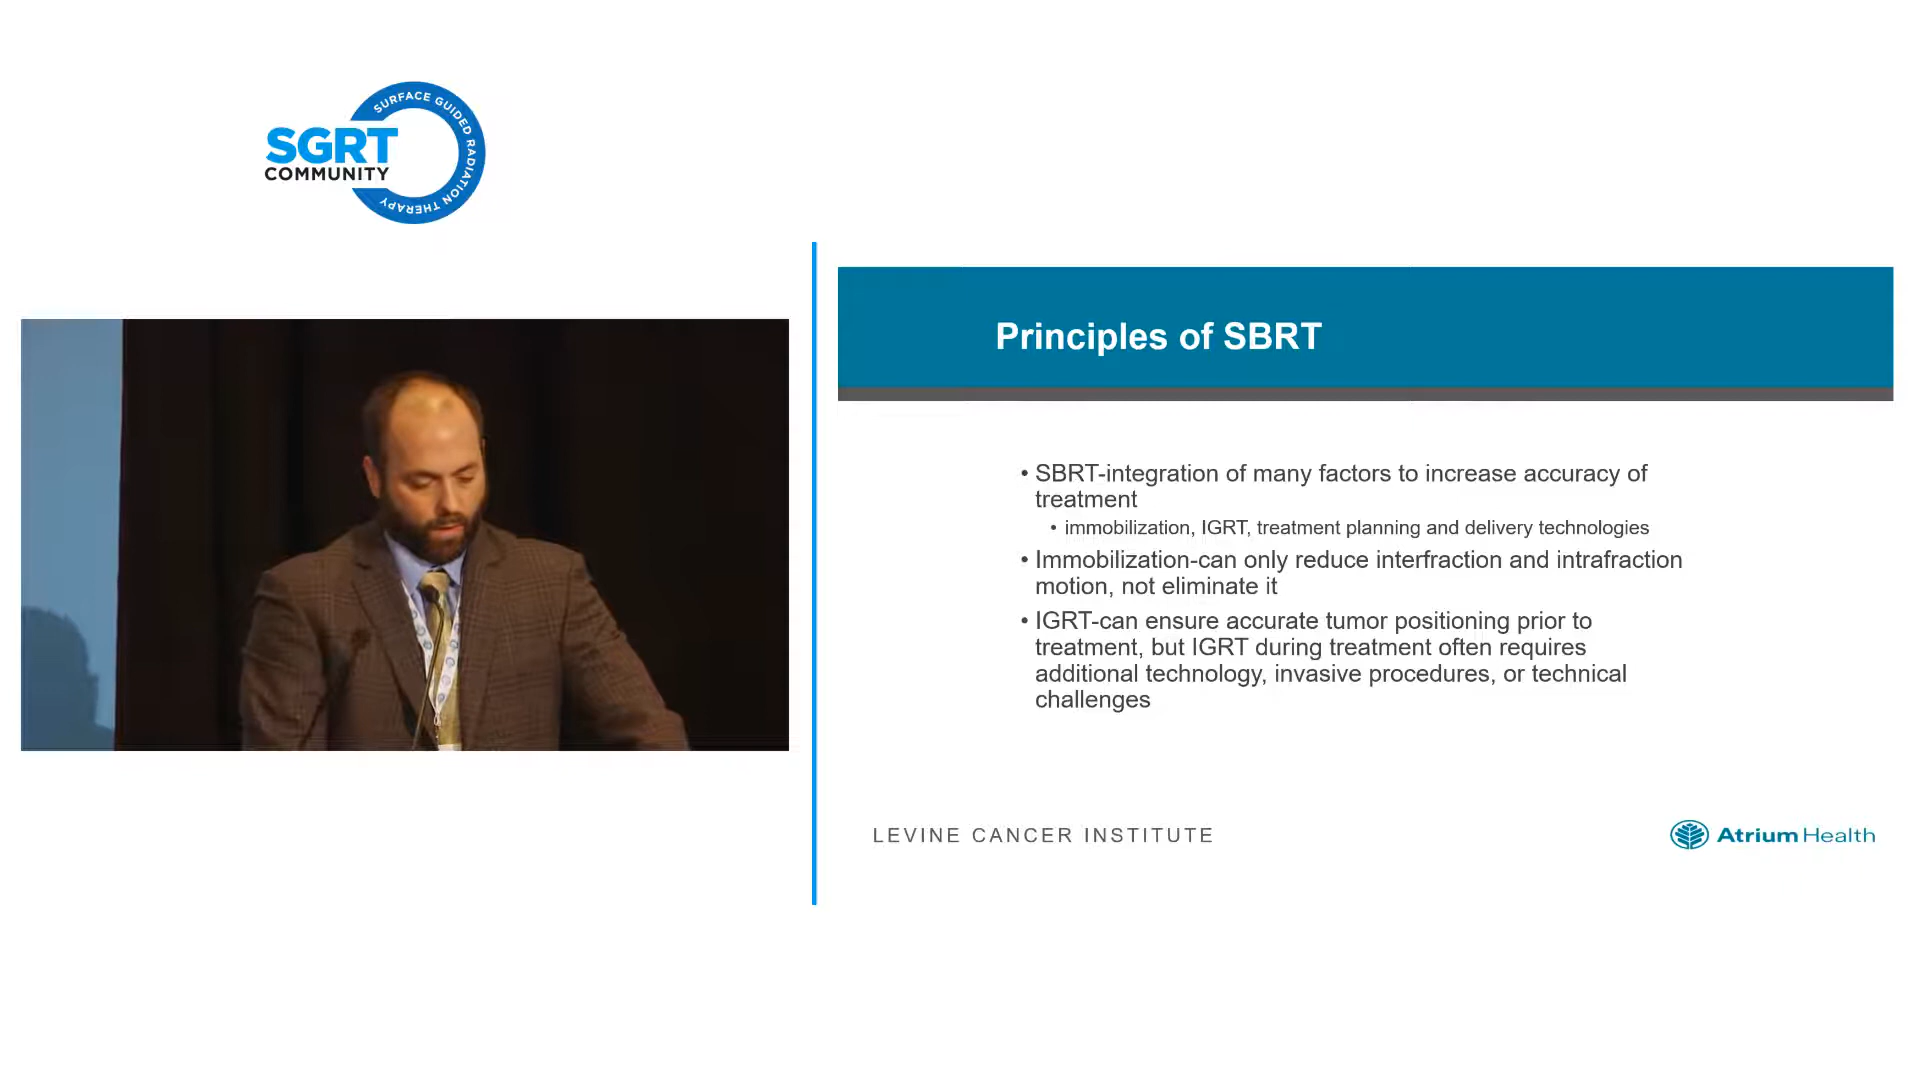 SURFACE GUIDED RADIATION THERAPY
SGRT
COMMUNITY
Principles of SBRT
• SBRT-integration of many factors to increase accuracy of
treatment
• immobilization, IGRT, treatment planning and delivery technologies
• Immobilization-can only reduce interfraction and intrafraction
motion, not eliminate it
• IGRT-can ensure accurate tumor positioning prior to
treatment, but IGRT during treatment often requires
additional technology, invasive procedures, or technical
challenges
LEVINE CANCER INSTITUTE
Atrium Health